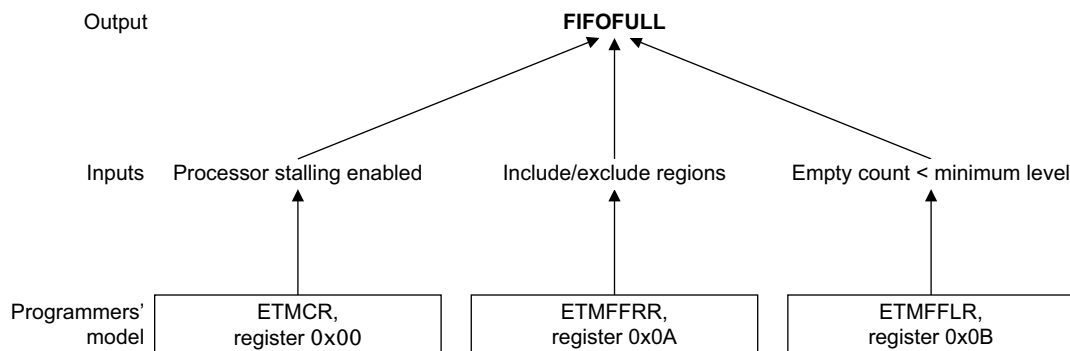 Output FIFOFULL
Inputs Processor stalling enabled Include/exclude regions Empty count < minimum level
Programmers' ETMCR, ETMFFRR, ETMFFLR,
model register 0x00 register 0x0A register 0x0B